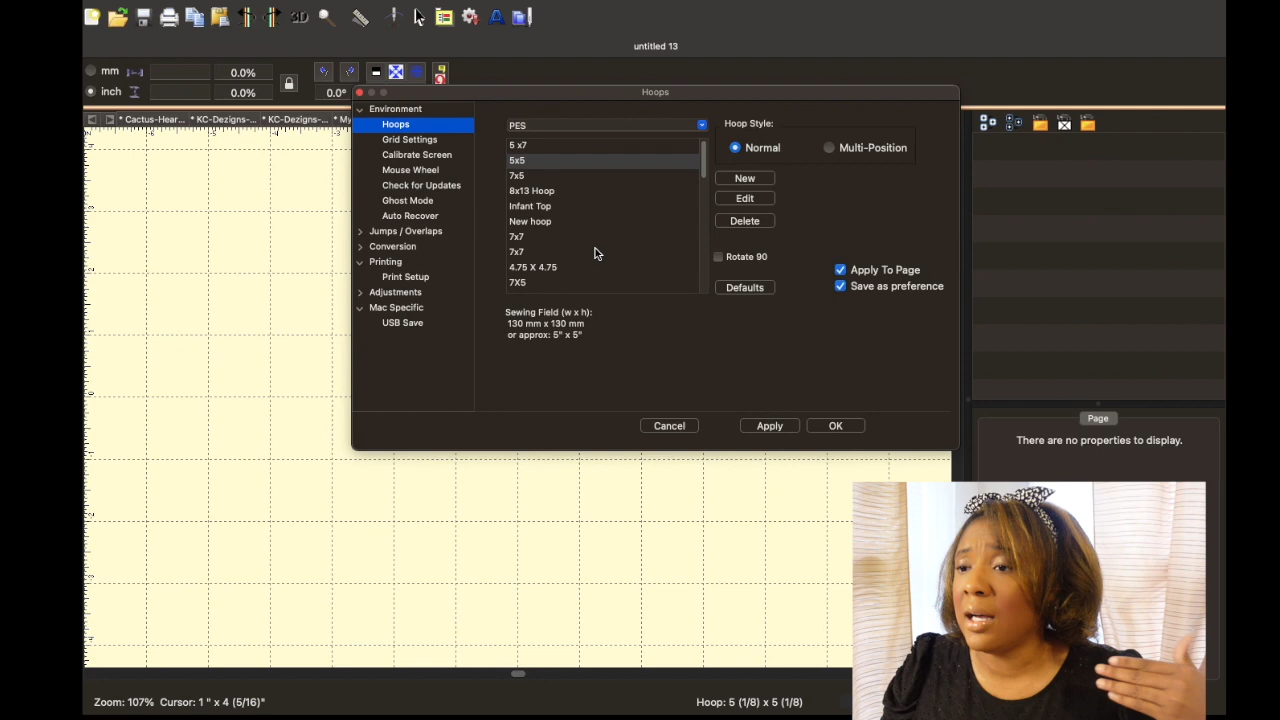 3D
A
untitled 13
mm
0.0%
inch
0.0%
0.0°
* Cactus-Hear...
* KC-Dezigns-...
* KC-Dezigns-...
* My
Hoops
Environment
Hoops
Grid Settings
Calibrate Screen
Mouse Wheel
Check for Updates
Ghost Mode
Auto Recover
Jumps / Overlaps
Conversion
Printing
Print Setup
Adjustments
Mac Specific
USB Save
PES
5 x7
5x5
7x5
8x13 Hoop
Infant Top
New hoop
7x7
7x7
4.75 X 4.75
7X5
Sewing Field (w x h):
130 mm x 130 mm
or approx: 5" x 5"
Hoop Style:
Normal
Multi-Position
New
Edit
Delete
Rotate 90
Defaults
Apply To Page
Save as preference
Cancel
Apply
OK
Page
There are no properties to display.
Zoom: 107% Cursor: 1 " x 4 (5/16)"
Hoop: 5 (1/8) x 5 (1/8)